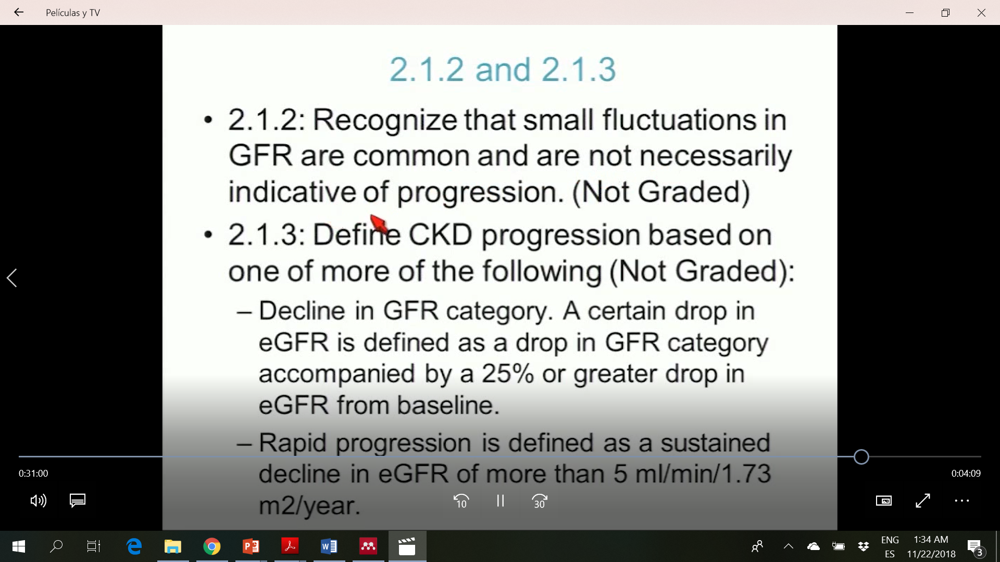 Películas y TV
2.1.2 and 2.1.3
• 2.1.2: Recognize that small fluctuations in
GFR are common and are not necessarily
indicative of progression. (Not Graded)
• 2.1.3: Define CKD progression based on
one of more of the following (Not Graded):
– Decline in GFR category. A certain drop in
eGFR is defined as a drop in GFR category
accompanied by a 25% or greater drop in
eGFR from baseline.
– Rapid progression is defined as a sustained
decline in eGFR of more than 5 ml/min/1.73
m2/year.
0:31:00
0:04:09
10
30
ENG
ES
1:34 AM
11/22/2018
3